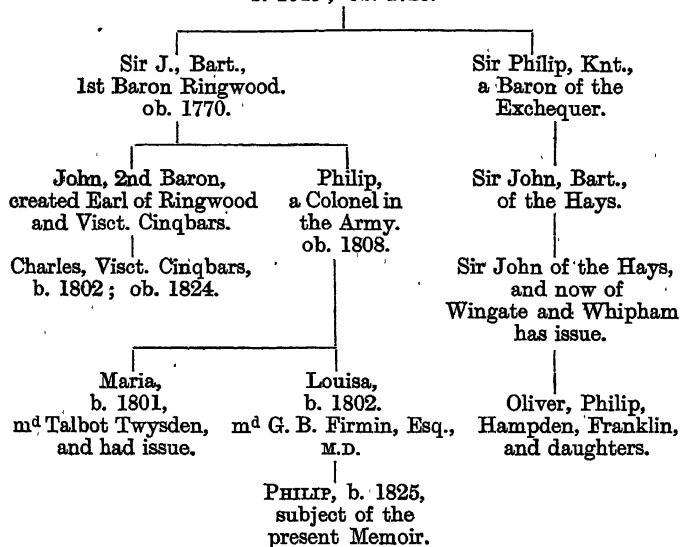 Sir J., Bart.,
1st Baron Ringwood.
ob. 1770.
Sir Philip, Knt.,
a Baron of the
Exchequer.
John, 2nd Baron,
created Earl of Ringwood
and Visct. Cinqbars.
Philip,
a Colonel in
the Army.
ob. 1808.
Sir John, Bart.,
of the Hays.
Charles, Visct. Cinqbars,
b. 1802; ob. 1824.
Sir John of the Hays,
and now of
Wingate and Whipham
has issue.
Maria,
b. 1801,
md Talbot Twysden,
and had issue.
Louisa,
b. 1802.
md G. B. Firmin, Esq.,
M.D.
Oliver, Philip,
Hampden, Franklin,
and daughters.
PHILIP, b. 1825,
subject of the
present Memoir.